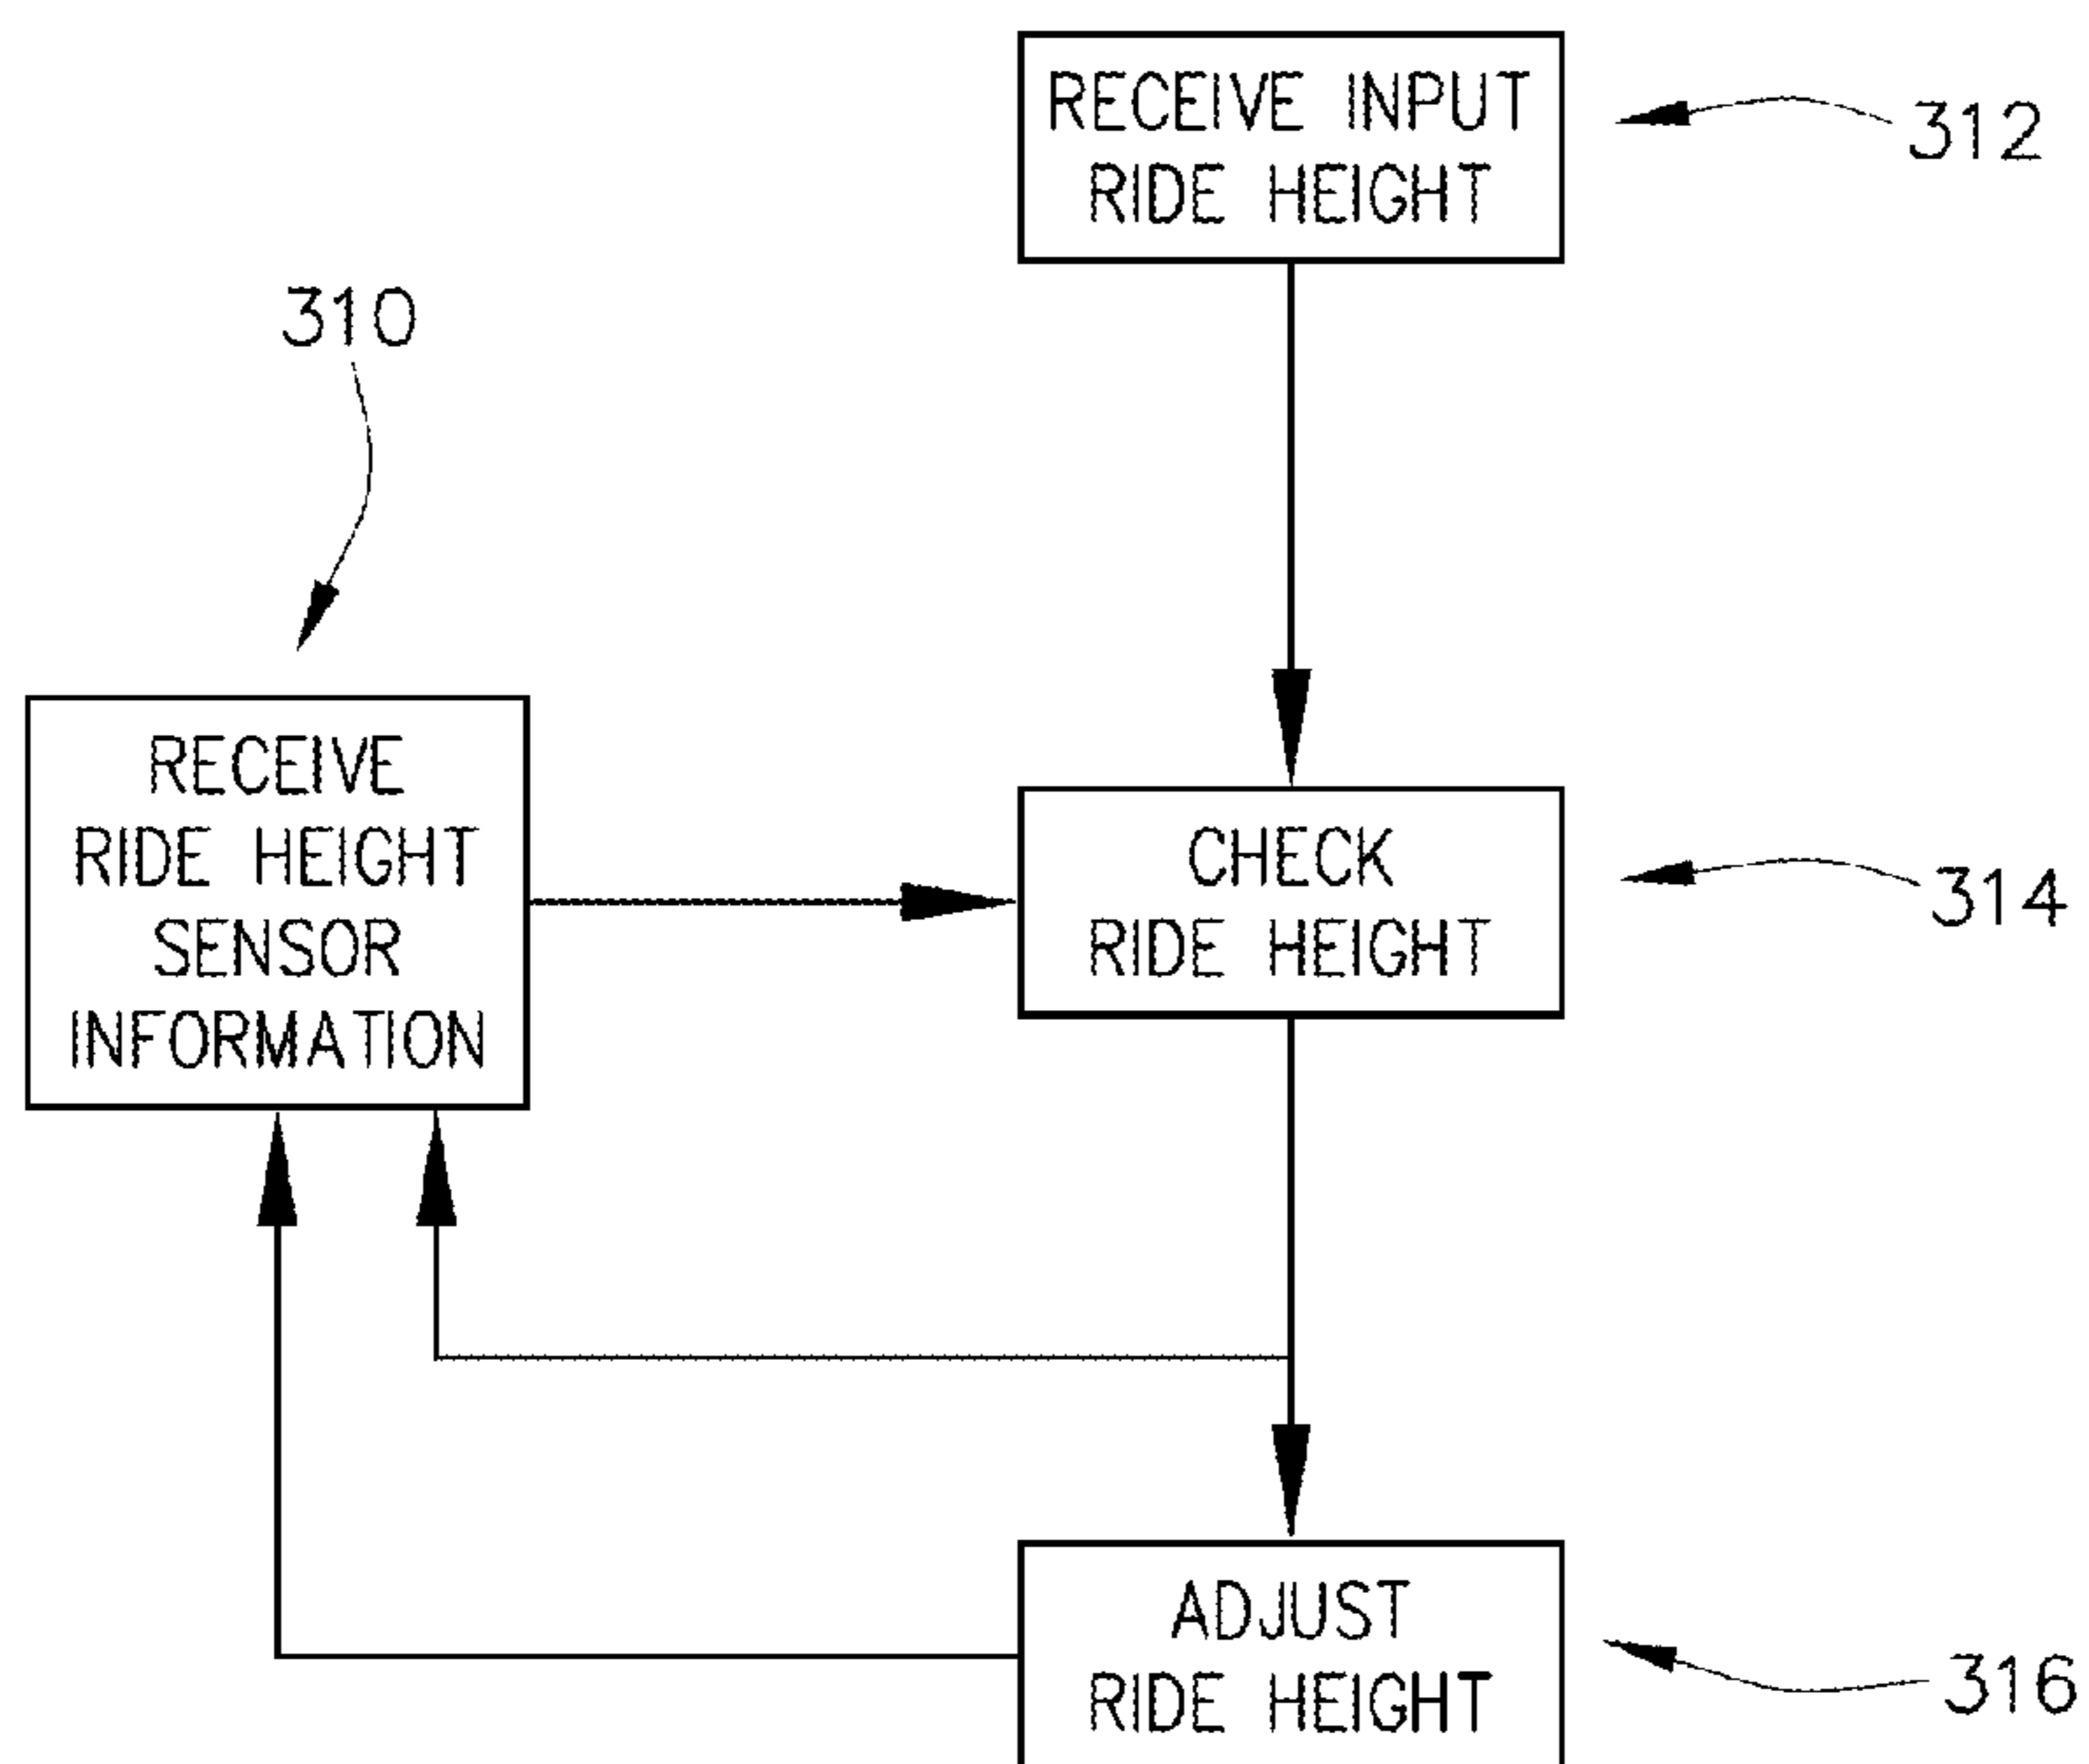 RECEIVE INPUT
RIDE HEIGHT
312
310
RECEIVE
RIDE HEIGHT
SENSOR
INFORMATION
CHECK
RIDE HEIGHT
314
ADJUST
RIDE HEIGHT
316